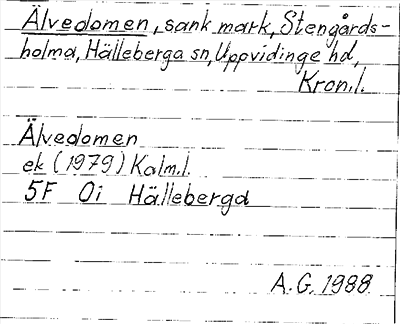 Älvedomen, sank mark, Stengårds-
holma, Hälleberga sn, Uppvidinge hd,
Kron.l.
Älvedomen
ek (1979) Kalm.l.
5F 0i Hälleberga
A.G. 1988